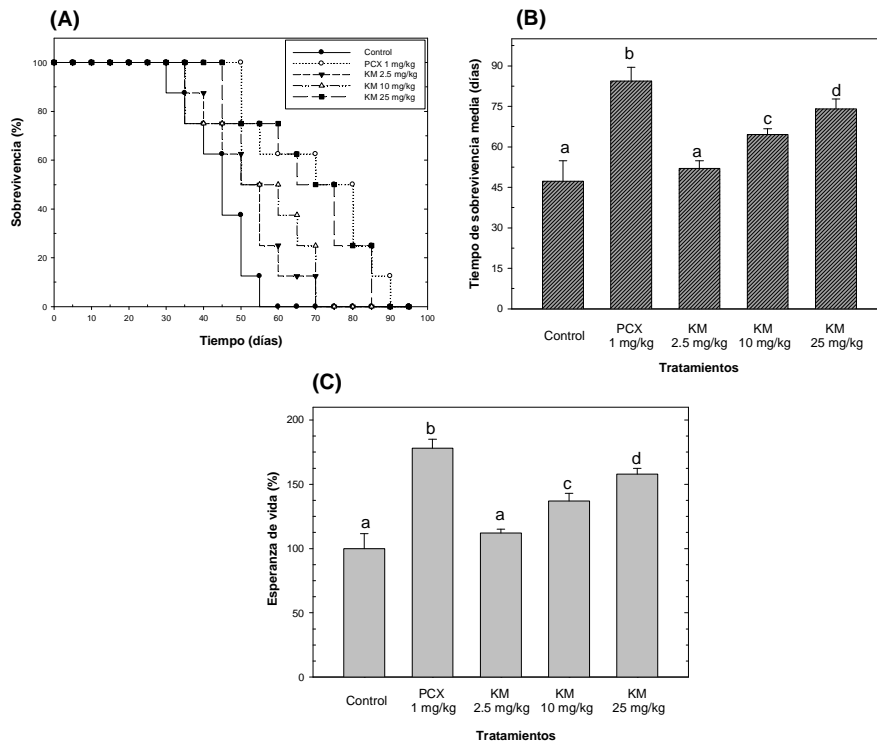 (A)
Sobrevivencia (%)
100
80
60
40
20
0
0 10 20 30 40 50 60 70 80 90 100
Tiempo (días)
Control
PCX 1 mg/kg
KM 2.5 mg/kg
KM 10 mg/kg
KM 25 mg/kg
(B)
Tiempo de sobrevivencia media (días)
90
75
60
45
30
15
0
a b a c d
Control PCX KM KM KM
1 mg/kg 2.5 mg/kg 10 mg/kg 25 mg/kg
Tratamientos
(C)
Esperanza de vida (%)
200
150
100
50
0
a b a c d
Control PCX KM KM KM
1 mg/kg 2.5 mg/kg 10 mg/kg 25 mg/kg
Tratamientos